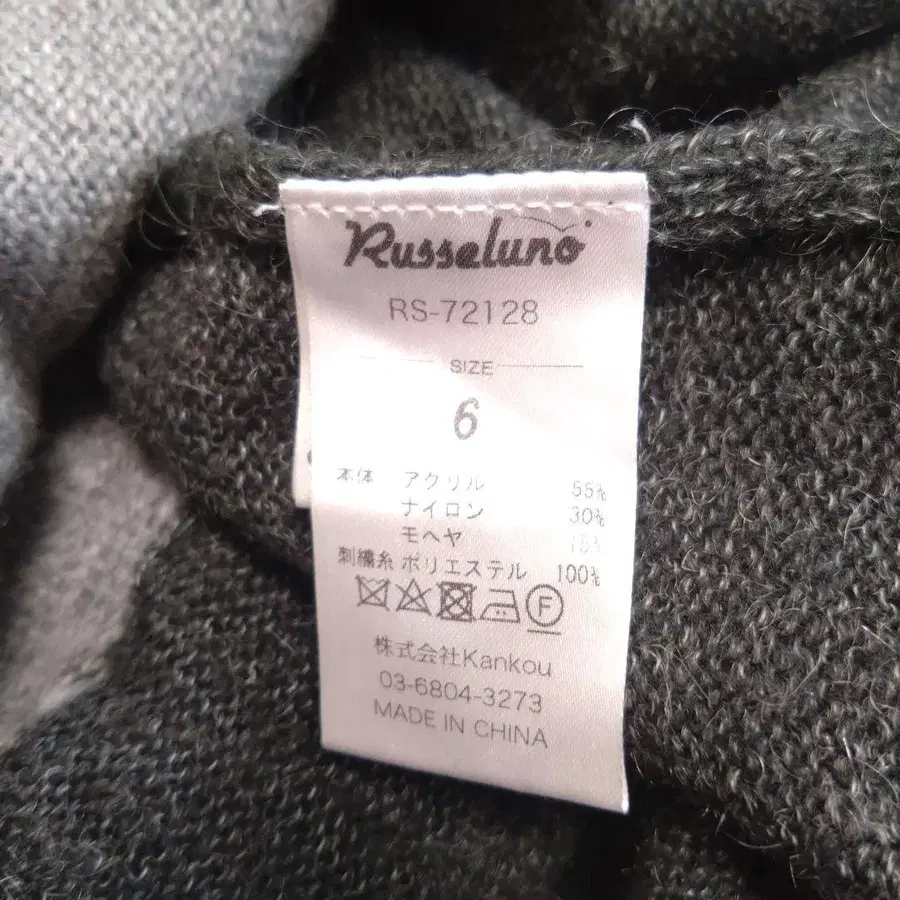 Russeluno
RS-72128
SIZE
6
本体 アクリル 55%
ナイロン 30%
モヘヤ 15%
刺繍糸 ポリエステル 100%
F
株式会社Kankou
03-6804-3273
MADE IN CHINA